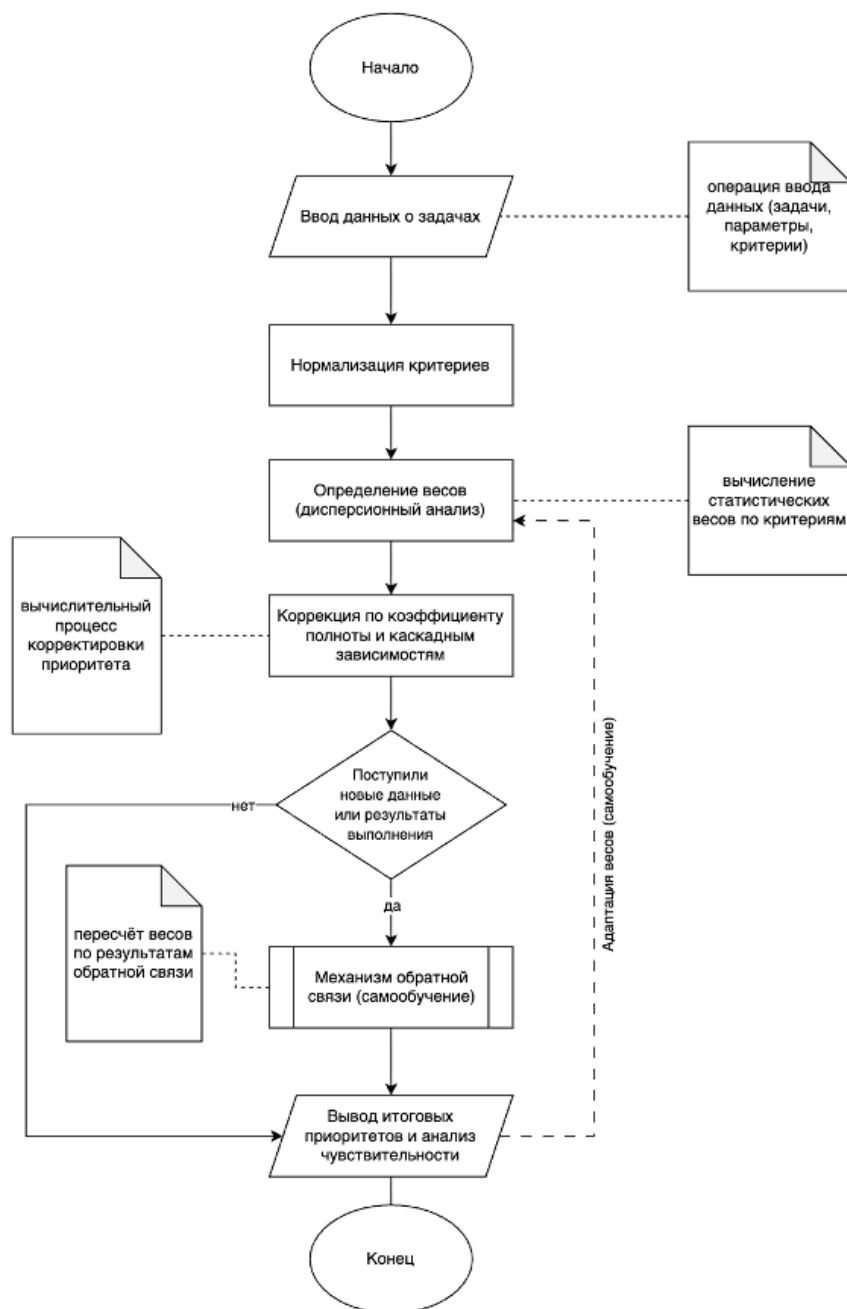 Начало
Ввод данных о задачах
операция ввода
данных (задачи,
параметры,
критерии)
Нормализация критериев
Определение весов
(дисперсионный анализ)
вычисление
статистических
весов по критериям
вычислительный
процесс
корректировки
приоритета
Коррекция по коэффициенту
полноты и каскадным
зависимостям
Адаптация весов (самообучение)
Поступили
новые данные
или результаты
выполнения
нет
да
пересчёт весов
по результатам
обратной связи
Механизм обратной
связи (самообучение)
Вывод итоговых
приоритетов и анализ
чувствительности
Конец